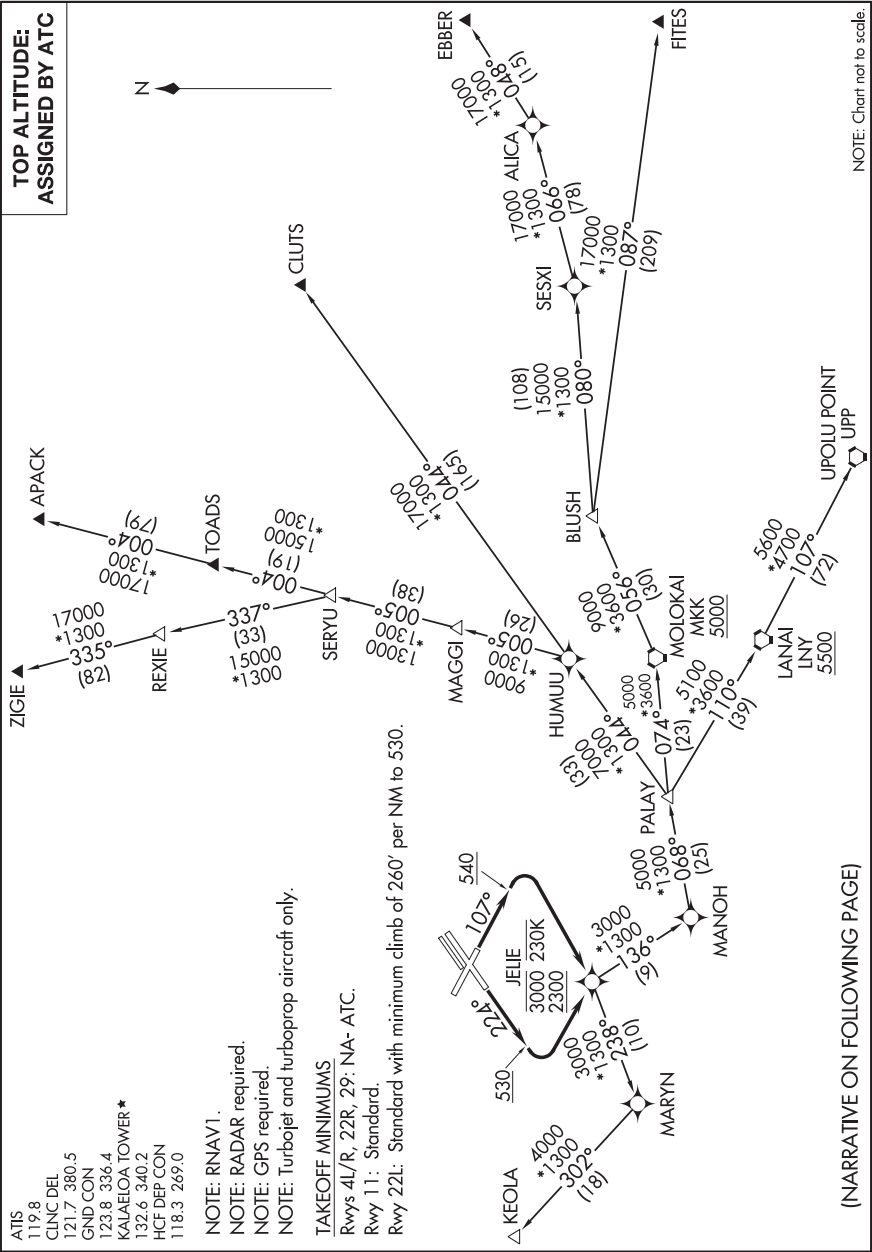 TOP ALTITUDE:
ASSIGNED BY ATC
ATIS
119.8
CLNC DEL
121.7 380.5
GND CON
123.8 336.4
KALAELOA TOWER★
132.6 340.2
HCF DEP CON
118.3 269.0
NOTE: RNAV1.
NOTE: RADAR required.
NOTE: GPS required.
NOTE: Turbojet and turboprop aircraft only.
TAKEOFF MINIMUMS
Rwys 4L/R, 22R, 29: NA- ATC.
Rwy 11: Standard.
Rwy 22L: Standard with minimum climb of 260' per NM to 530.
N
ZIGIE
17000
*1300
335°
(82)
REXIE
337°
(33)
15000
*1300
APACK
17000
*1300
004°
(79)
TOADS
15000
*1300
004°
(19)
SERYU
13000
*1300
005°
(38)
MAGGI
9000
*1300
005°
(26)
HUMUU
CLUTS
17000
*1300
044°
(165)
(33)
7000
*1300
044°
PALAY
EBBER
17000
*1300
048°
(15)
ALICA
17000
*1300
066°
(78)
SESXI
(108)
15000
*1300
080°
FITES
17000
*1300
087°
(209)
BLUSH
9000
*3600
056°
(30)
MOLOKAI
MKK
5000
5000
*3600
074°
(23)
5100
*3600
110°
(39)
LANAI
LNY
5500
5600
*4700
107°
(72)
UPOLU POINT
UPP
5000
*1300
068°
(25)
MANOH
3000
*1300
136°
(9)
JELIE
3000 230K
2300
107°
540
224°
530
3000
*1300
238°
(10)
MARYN
4000
*1300
302°
(18)
KEOLA
(NARRATIVE ON FOLLOWING PAGE)
NOTE: Chart not to scale.